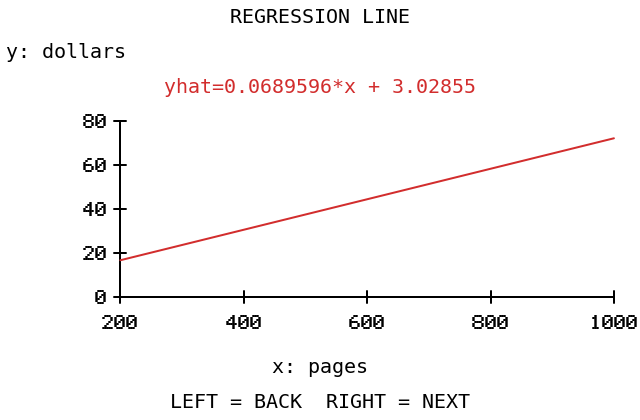 REGRESSION LINE
y: dollars
yhat=0.0689596*x + 3.02855
80
60
40
20
0
200 400 600 800 1000
x: pages
LEFT = BACK  RIGHT = NEXT